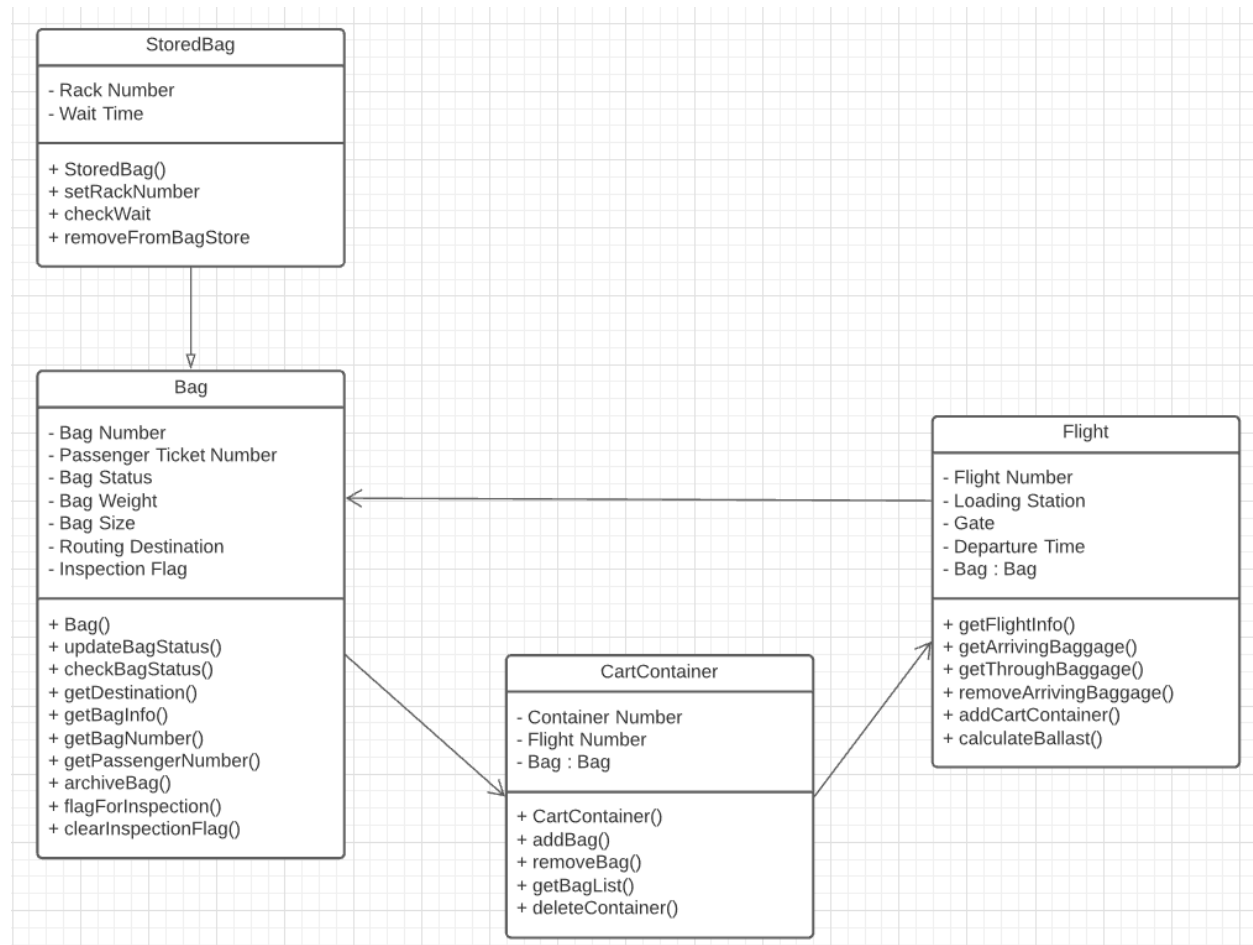 StoredBag
- Rack Number
- Wait Time
+ StoredBag()
+ setRackNumber
+ checkWait
+ removeFromBagStore
Bag
- Bag Number
- Passenger Ticket Number
- Bag Status
- Bag Weight
- Bag Size
- Routing Destination
- Inspection Flag
+ Bag()
+ updateBagStatus()
+ checkBagStatus()
+ getDestination()
+ getBagInfo()
+ getBagNumber()
+ getPassengerNumber()
+ archiveBag()
+ flagForInspection()
+ clearInspectionFlag()
CartContainer
- Container Number
- Flight Number
- Bag : Bag
+ CartContainer()
+ addBag()
+ removeBag()
+ getBagList()
+ deleteContainer()
Flight
- Flight Number
- Loading Station
- Gate
- Departure Time
- Bag : Bag
+ getFlightInfo()
+ getArrivingBaggage()
+ getThroughBaggage()
+ removeArrivingBaggage()
+ addCartContainer()
+ calculateBallast()